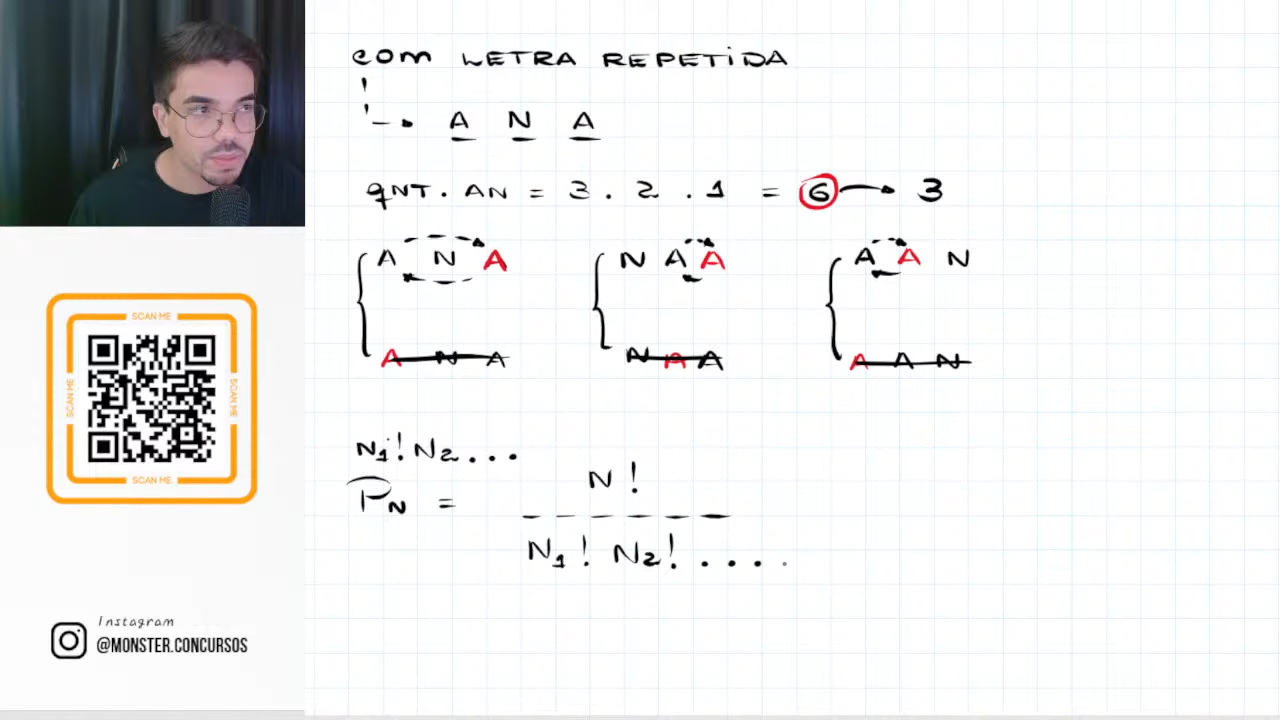 COM LETRA REPETIDA
A N A
QNT. AN = 3 . 2 . 1 = 6 → 3
A N A N A A A A N
A N A N A A A A N
N1! N2 ...
PN = N!
N1! N2! ....
SCAN ME
SCAN ME
SCAN ME
SCAN ME
Instagram
@MONSTER.CONCURSOS